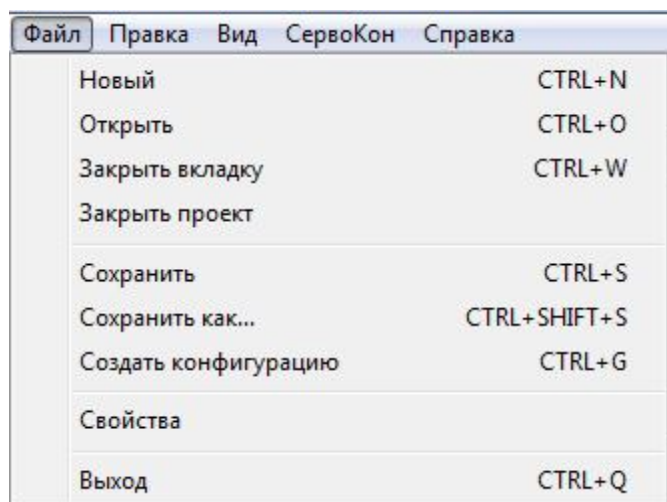 Файл Правка Вид СервоКон Справка
Новый CTRL+N
Открыть CTRL+O
Закрыть вкладку CTRL+W
Закрыть проект
Сохранить CTRL+S
Сохранить как... CTRL+SHIFT+S
Создать конфигурацию CTRL+G
Свойства
Выход CTRL+Q